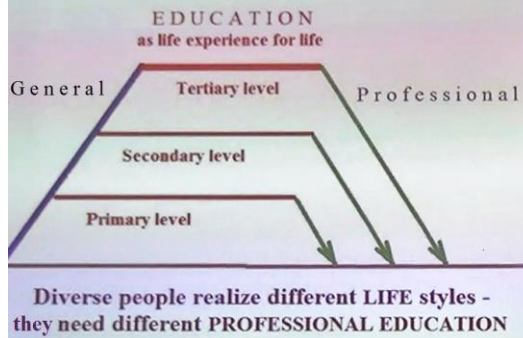 EDUCATION
as life experience for life
General
Tertiary level
Professional
Secondary level
Primary level
Diverse people realize different LIFE styles -
they need different PROFESSIONAL EDUCATION